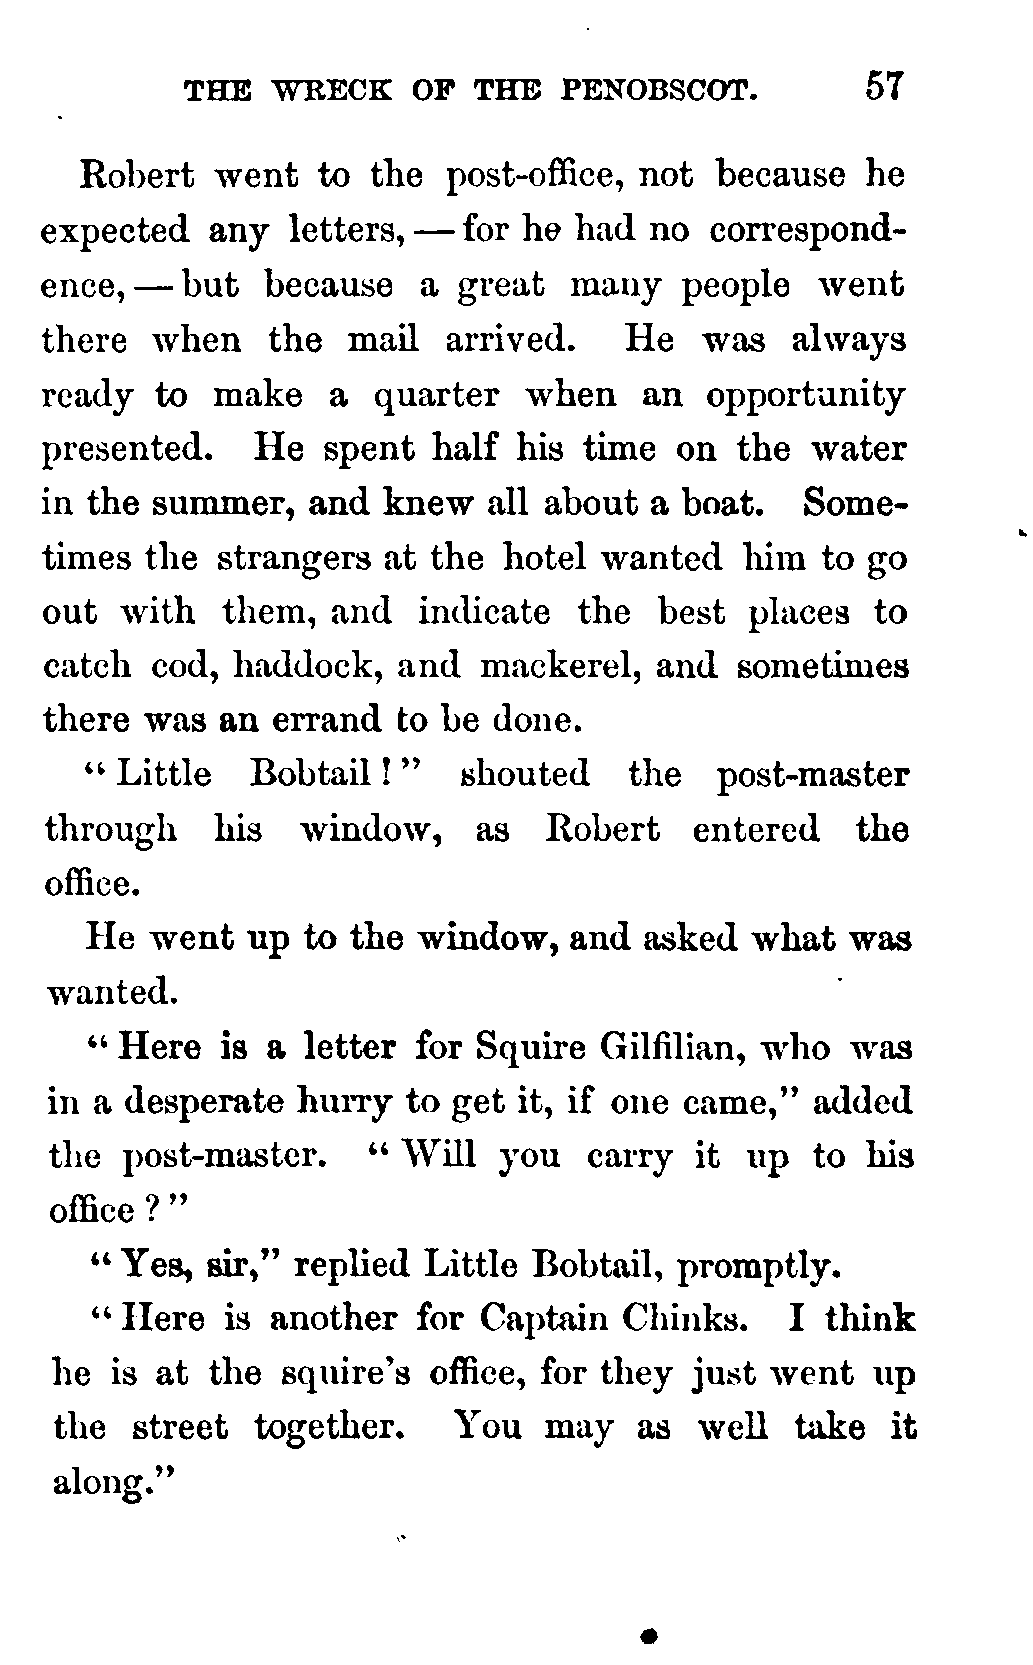 THE WRECK OF THE PENOBSCOT. 57
Robert went to the post-office, not because he
expected any letters, — for he had no correspond-
ence, — but because a great many people went
there when the mail arrived. He was always
ready to make a quarter when an opportunity
presented. He spent half his time on the water
in the summer, and knew all about a boat. Some-
times the strangers at the hotel wanted him to go
out with them, and indicate the best places to
catch cod, haddock, and mackerel, and sometimes
there was an errand to be done.
“ Little Bobtail ! ” shouted the post-master
through his window, as Robert entered the
office.
He went up to the window, and asked what was
wanted.
“ Here is a letter for Squire Gilfilian, who was
in a desperate hurry to get it, if one came,” added
the post-master. “ Will you carry it up to his
office ? ”
“ Yes, sir,” replied Little Bobtail, promptly.
“ Here is another for Captain Chinks. I think
he is at the squire’s office, for they just went up
the street together. You may as well take it
along.”